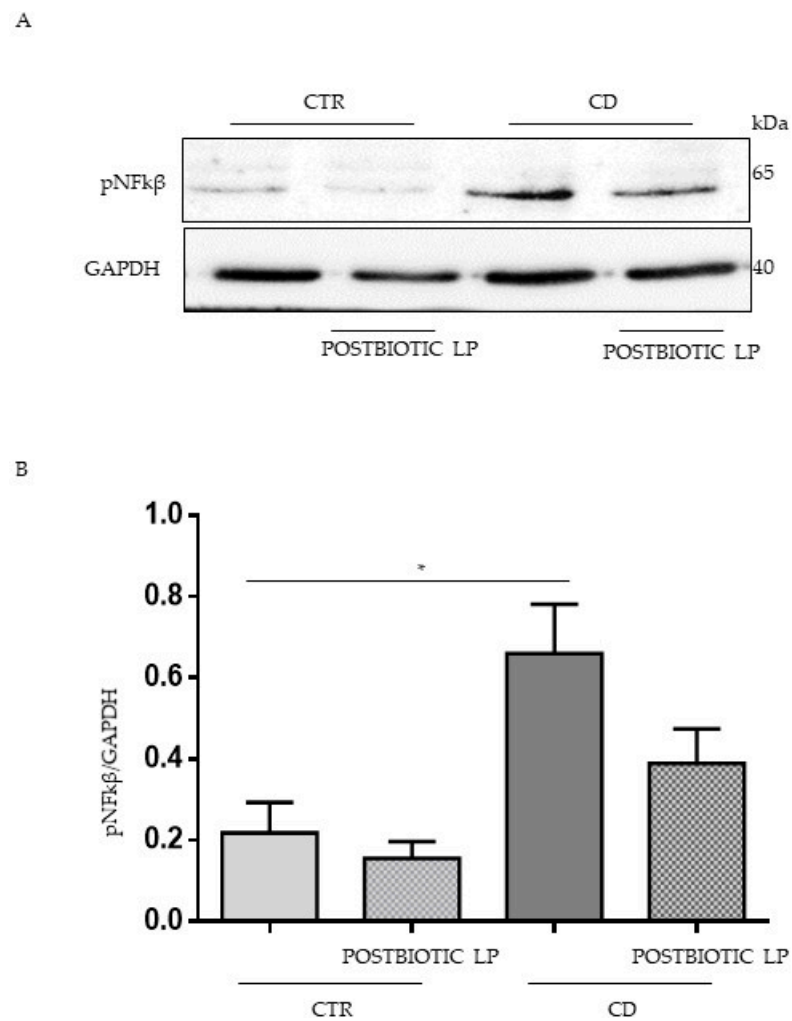 A
CTR CD
kDa
pNFkβ 65
GAPDH 40
POSTBIOTIC LP POSTBIOTIC LP
B
1.0
*
0.8
0.6
0.4
0.2
0.0
pNFkβ/GAPDH
POSTBIOTIC LP POSTBIOTIC LP
CTR CD